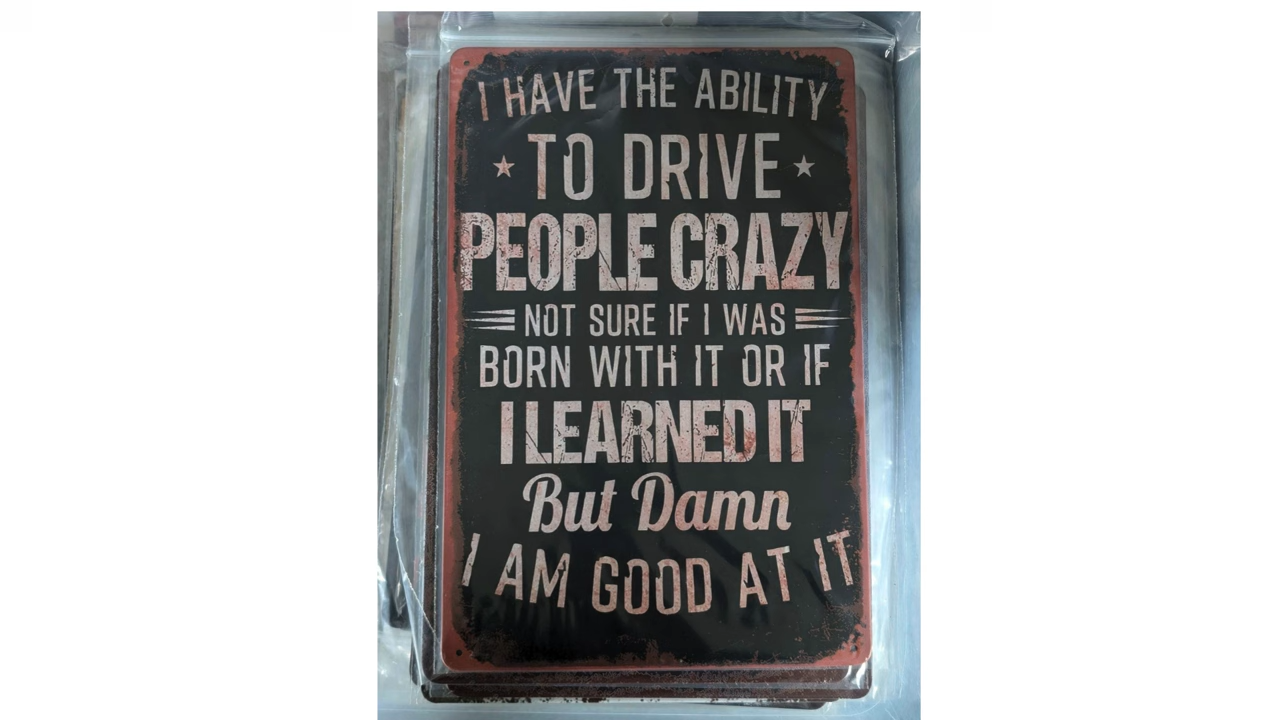 I HAVE THE ABILITY
TO DRIVE
PEOPLE CRAZY
NOT SURE IF I WAS
BORN WITH IT OR IF
I LEARNED IT
But Damn
I AM GOOD AT IT